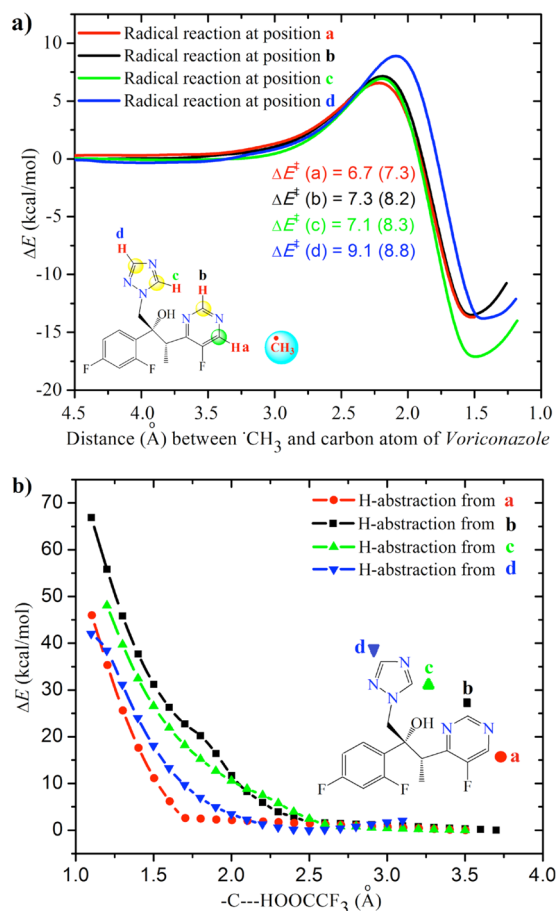 a)
Radical reaction at position a
Radical reaction at position b
Radical reaction at position c
Radical reaction at position d
ΔE‡ (a) = 6.7 (7.3)
ΔE‡ (b) = 7.3 (8.2)
ΔE‡ (c) = 7.1 (8.3)
ΔE‡ (d) = 9.1 (8.8)
10
5
0
-5
-10
-15
-20
ΔE (kcal/mol)
d
H N
c
N N H
b
H
OH N N
H a
F F F
•CH3
4.5 4.0 3.5 3.0 2.5 2.0 1.5 1.0
Distance (Å) between ˙CH3 and carbon atom of Voriconazole
b)
H-abstraction from a
H-abstraction from b
H-abstraction from c
H-abstraction from d
70
60
50
40
30
20
10
0
ΔE (kcal/mol)
d N c
N N
b
OH N N
a
F F F
1.0 1.5 2.0 2.5 3.0 3.5 4.0
-C---HOOCCF3 (Å)